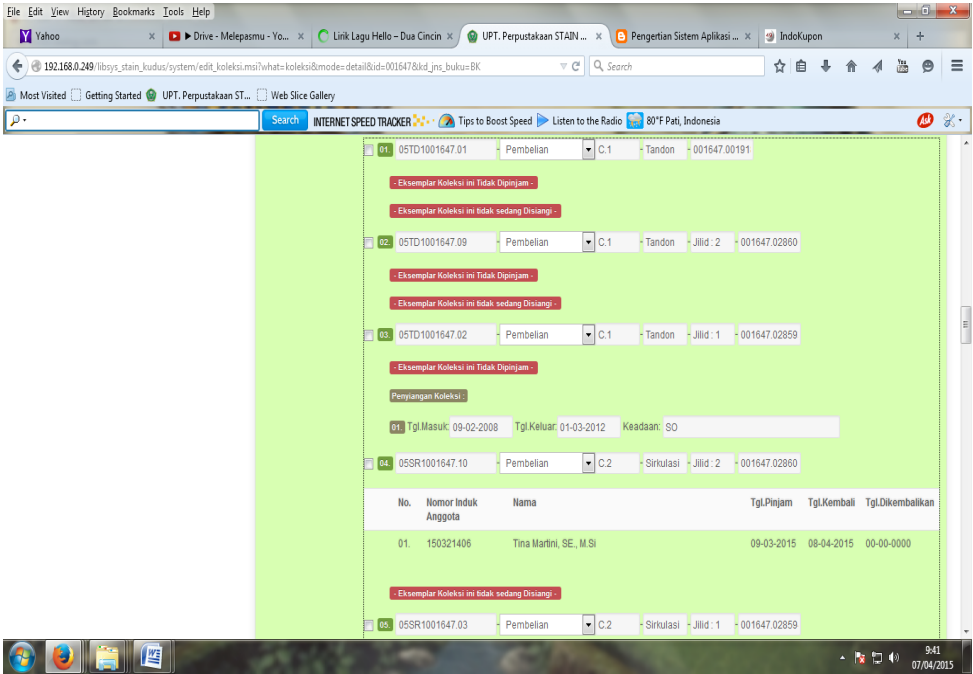 File Edit View History Bookmarks Tools Help
Yahoo × Drive - Melepasmu - Yo... × Lirik Lagu Hello – Dua Cincin × UPT. Perpustakaan STAIN ... × Pengertian Sistem Aplikasi ... × IndoKupon × +
192.168.0.249/libsys_stain_kudus/system/edit_koleksi.msi?what=koleksi&mode=detail&id=001647&kd_jns_buku=BK Search
Most Visited Getting Started UPT. Perpustakaan ST... Web Slice Gallery
Search INTERNET SPEED TRACKER Tips to Boost Speed Listen to the Radio 80°F Pati, Indonesia Ask
01. 05TD1001647.01 - Pembelian C.1 - Tandon - 001647.00191
- Eksemplar Koleksi ini Tidak Dipinjam -
- Eksemplar Koleksi ini tidak sedang Disiangi -
02. 05TD1001647.09 - Pembelian C.1 - Tandon - Jilid : 2 - 001647.02860
- Eksemplar Koleksi ini Tidak Dipinjam -
- Eksemplar Koleksi ini tidak sedang Disiangi -
03. 05TD1001647.02 - Pembelian C.1 - Tandon - Jilid : 1 - 001647.02859
- Eksemplar Koleksi ini Tidak Dipinjam -
Penyiangan Koleksi :
01. Tgl.Masuk: 09-02-2008 Tgl.Keluar: 01-03-2012 Keadaan: SO
04. 05SR1001647.10 - Pembelian C.2 - Sirkulasi - Jilid : 2 - 001647.02860
No. Nomor Induk Anggota Nama Tgl.Pinjam Tgl.Kembali Tgl.Dikembalikan
01. 150321406 Tina Martini, SE., M.Si 09-03-2015 08-04-2015 00-00-0000
- Eksemplar Koleksi ini tidak sedang Disiangi -
05. 05SR1001647.03 - Pembelian C.2 - Sirkulasi - Jilid : 1 - 001647.02859
9:41
07/04/2015